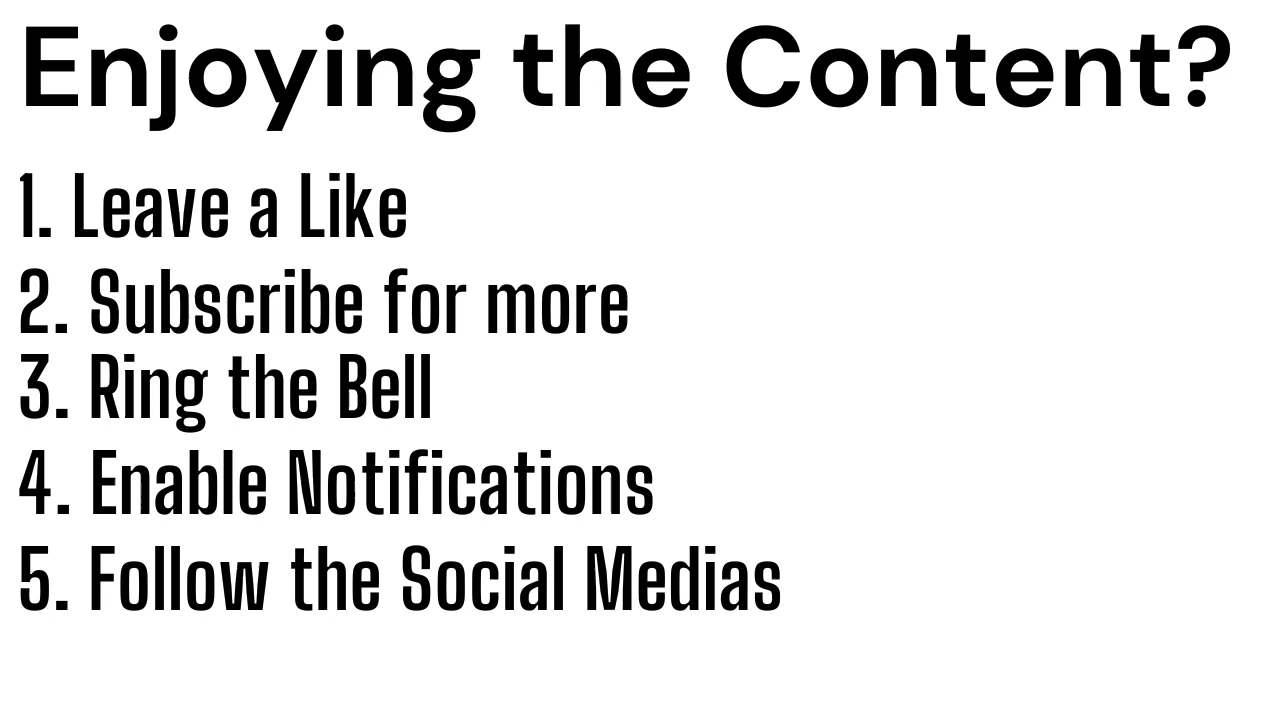 Enjoying the Content?
1. Leave a Like
2. Subscribe for more
3. Ring the Bell
4. Enable Notifications
5. Follow the Social Medias